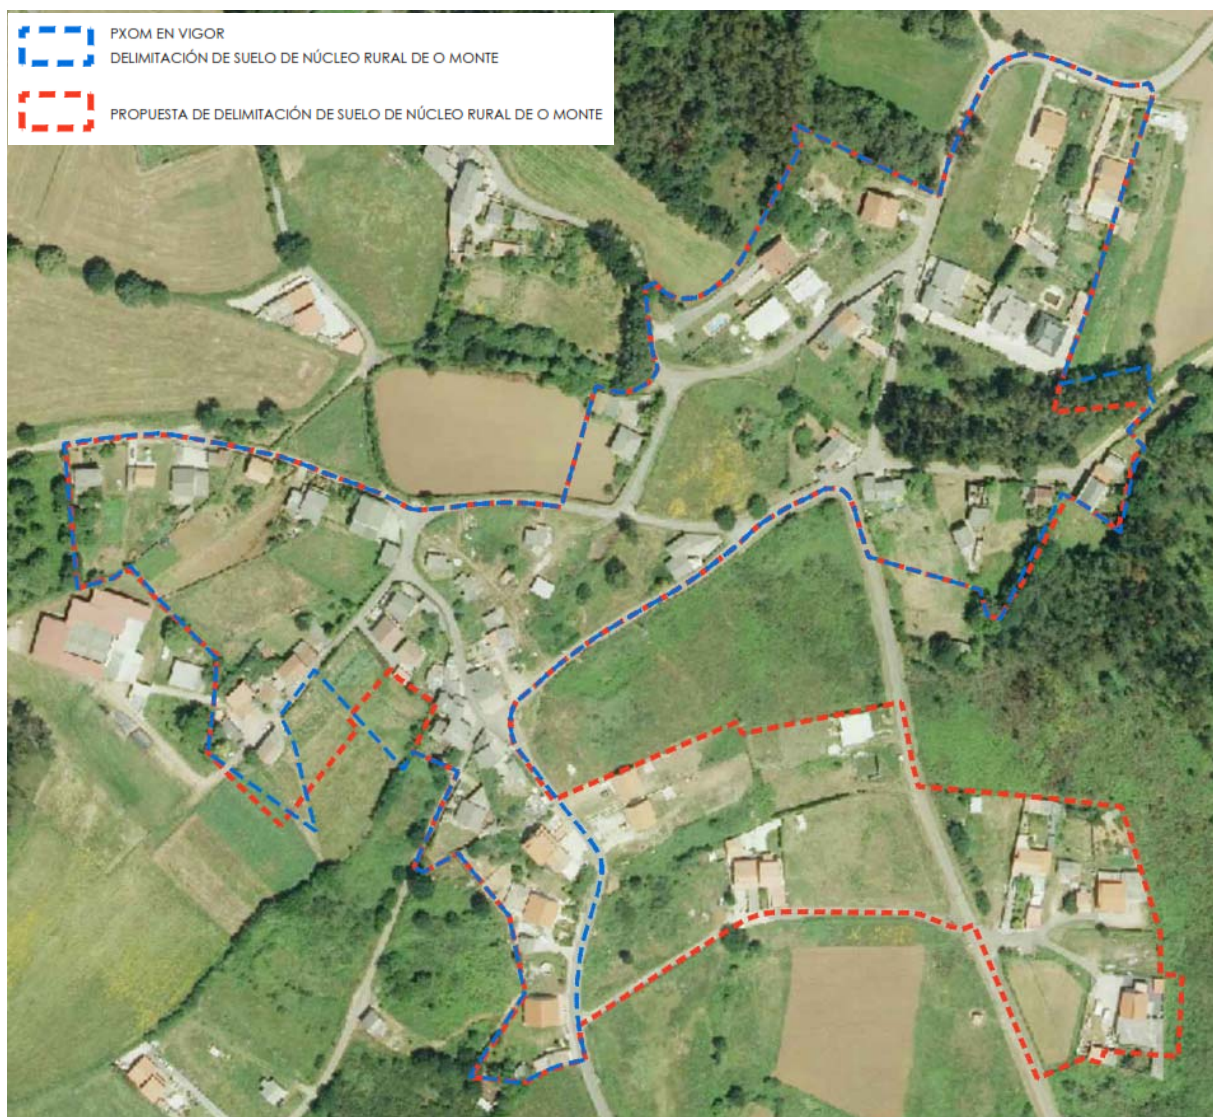 PXOM EN VIGOR
DELIMITACIÓN DE SUELO DE NÚCLEO RURAL DE O MONTE
PROPUESTA DE DELIMITACIÓN DE SUELO DE NÚCLEO RURAL DE O MONTE